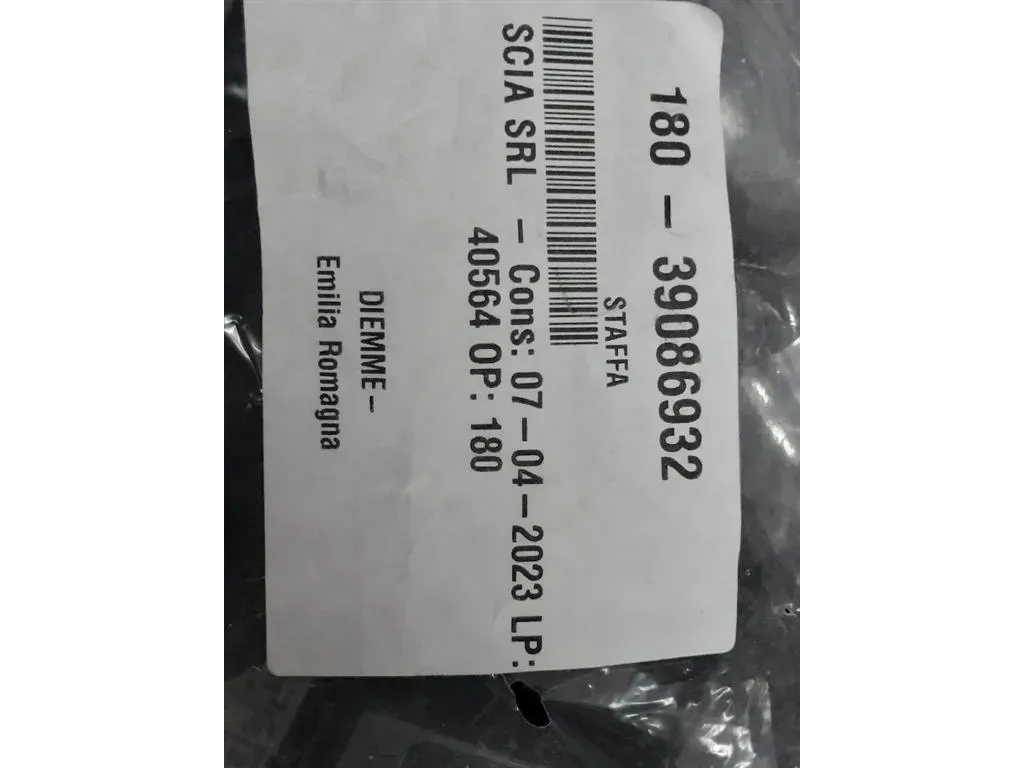 180 - 39086932
STAFFA
SCIA SRL - Cons: 07-04-2023 LP:
40564 OP: 180
DIEMME-
Emilia Romagna